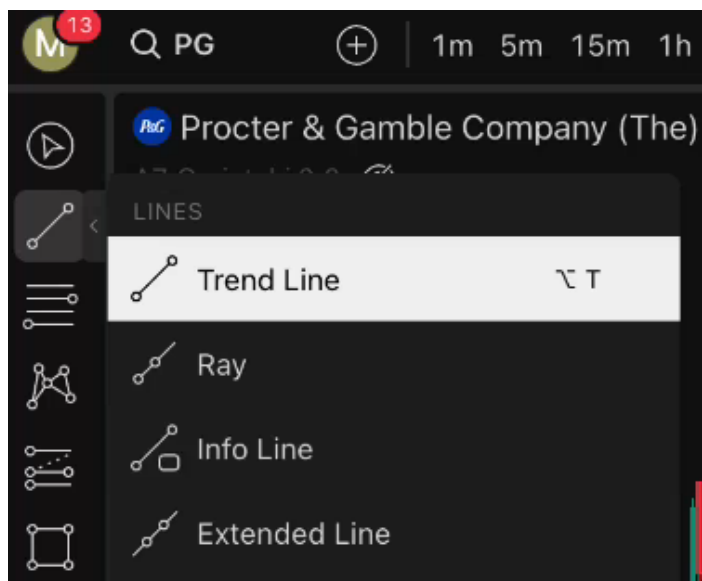 M 13 PG 1m 5m 15m 1h
P&G Procter & Gamble Company (The)
LINES
Trend Line ⌥ T
Ray
Info Line
Extended Line